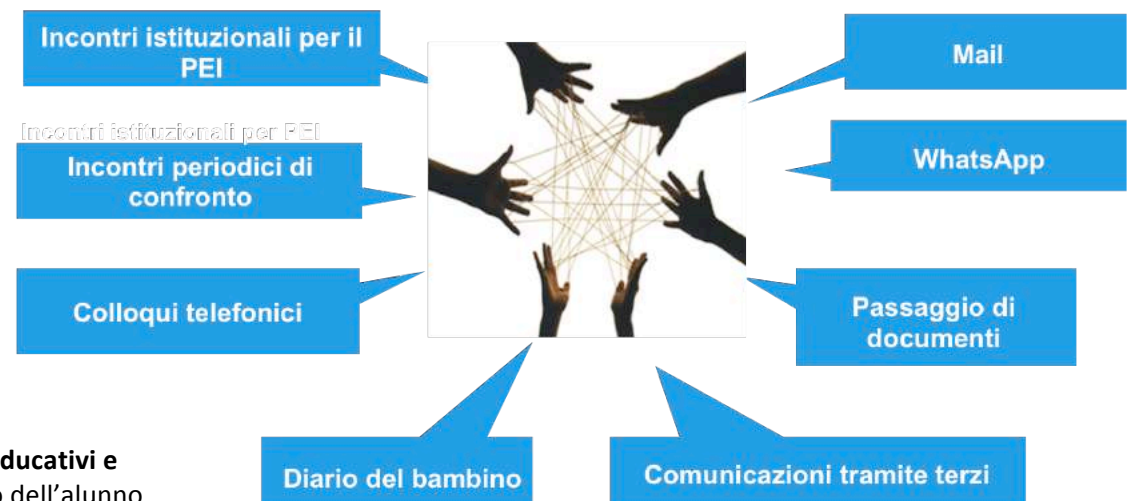 Incontri istituzionali per il
PEI
Incontri istituzionali per PEI
Incontri periodici di
confronto
Colloqui telefonici
Mail
WhatsApp
Passaggio di
documenti
Diario del bambino
Comunicazioni tramite terzi
ducativi e
dell'alunno